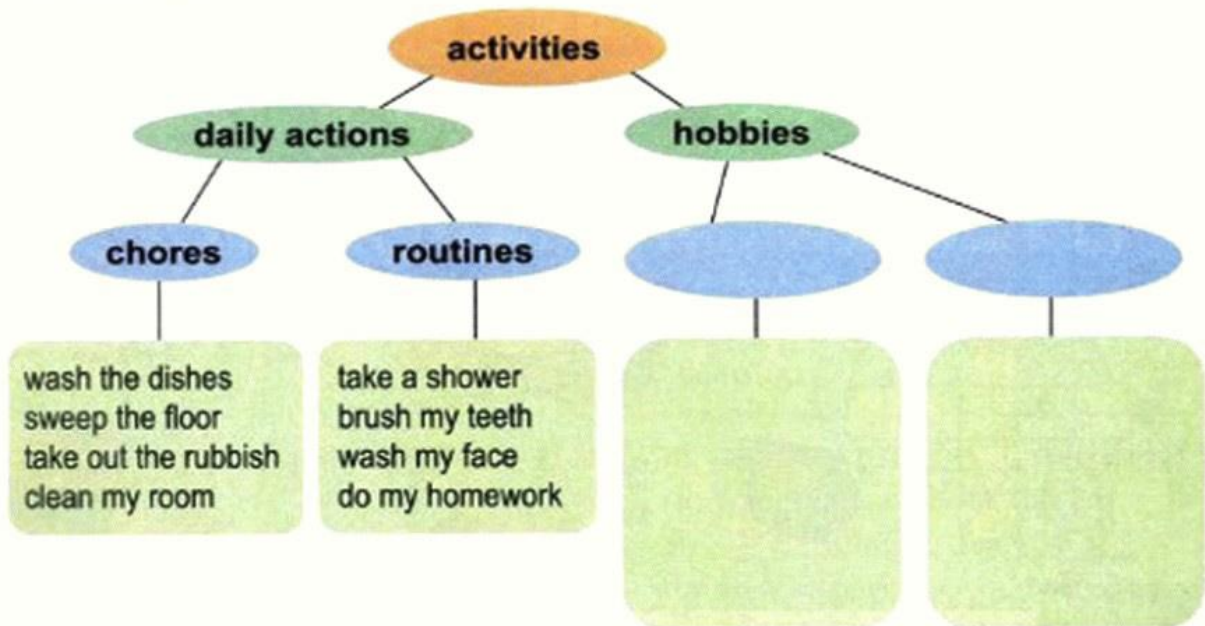 activities
daily actions
hobbies
chores
routines
wash the dishes
sweep the floor
take out the rubbish
clean my room
take a shower
brush my teeth
wash my face
do my homework